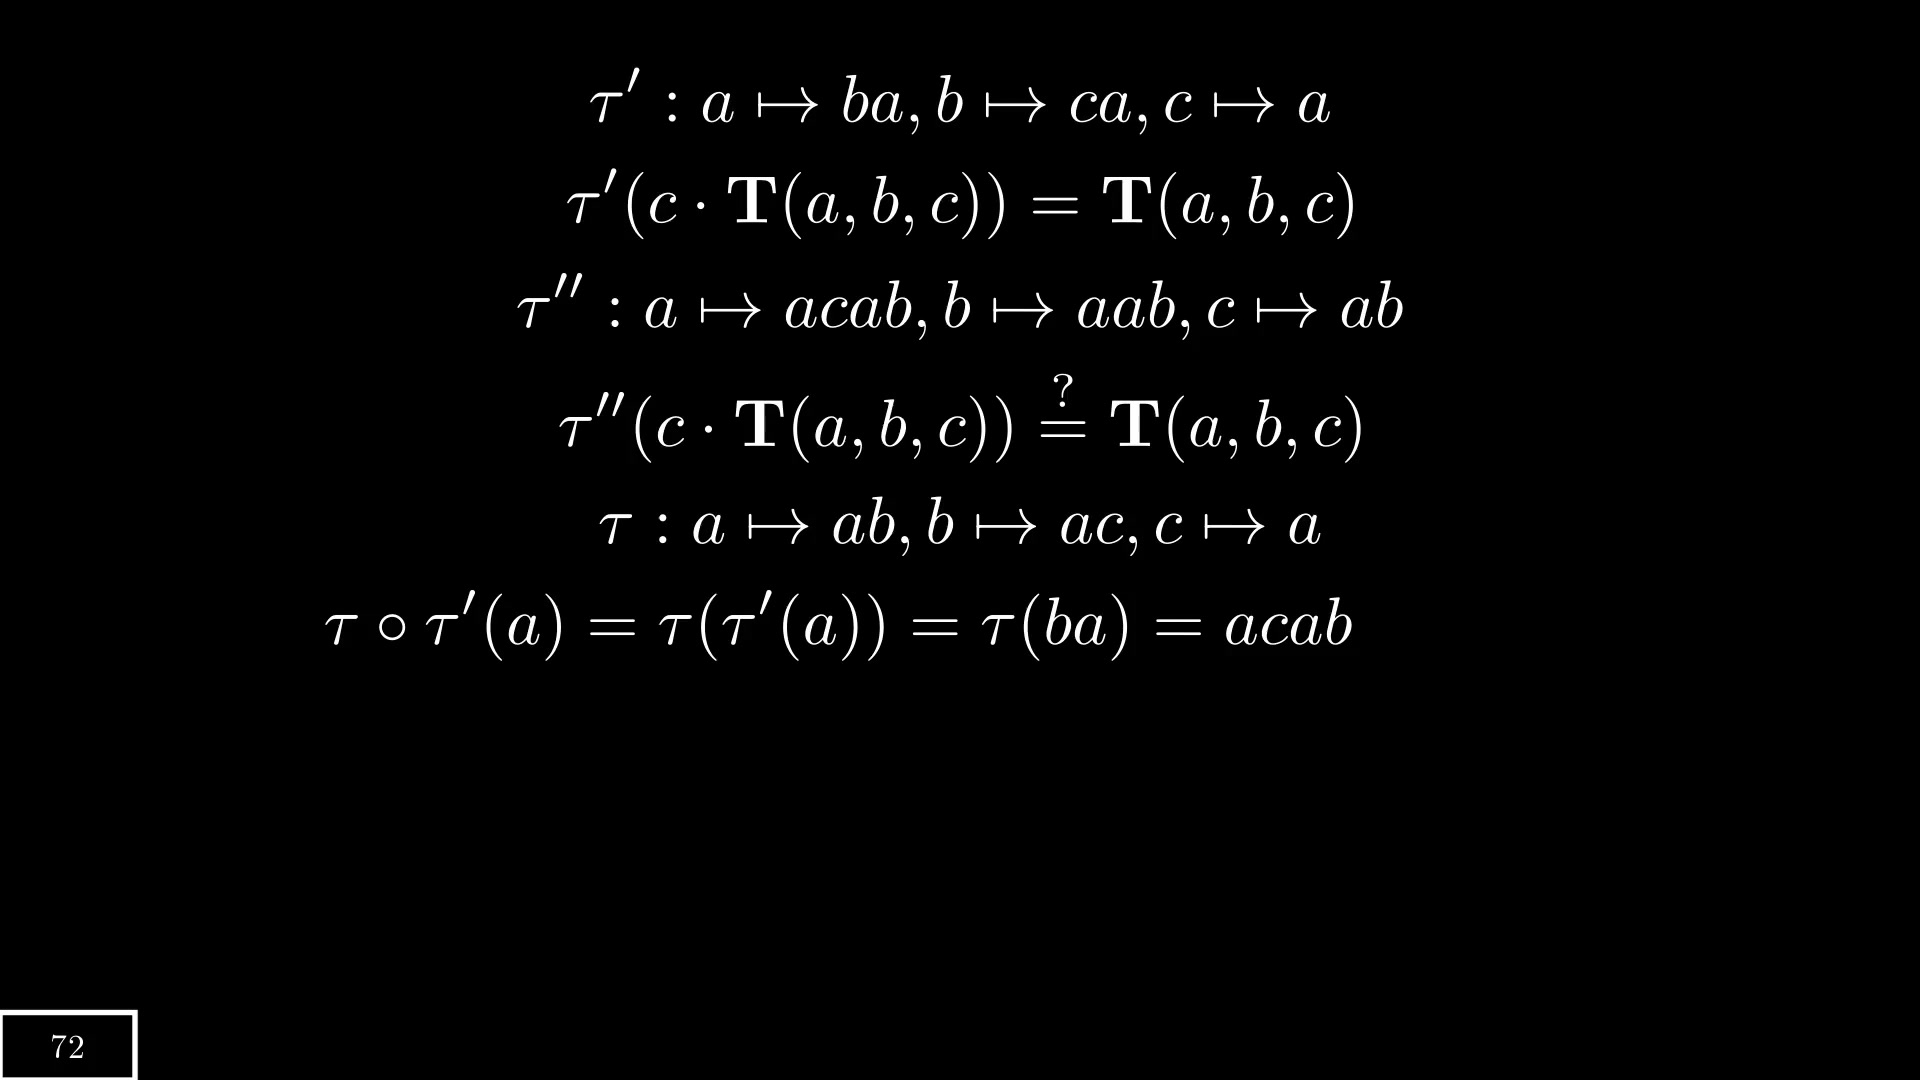 τ′ : a ↦ ba, b ↦ ca, c ↦ a
τ′(c · T(a, b, c)) = T(a, b, c)
τ″ : a ↦ acab, b ↦ aab, c ↦ ab
τ″(c · T(a, b, c)) ≟ T(a, b, c)
τ : a ↦ ab, b ↦ ac, c ↦ a
τ ∘ τ′(a) = τ(τ′(a)) = τ(ba) = acab
72